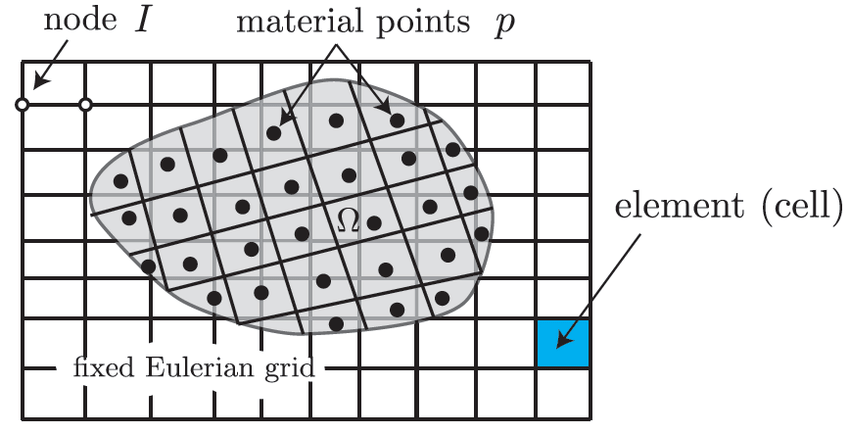 node I
material points p
element (cell)
Ω
fixed Eulerian grid